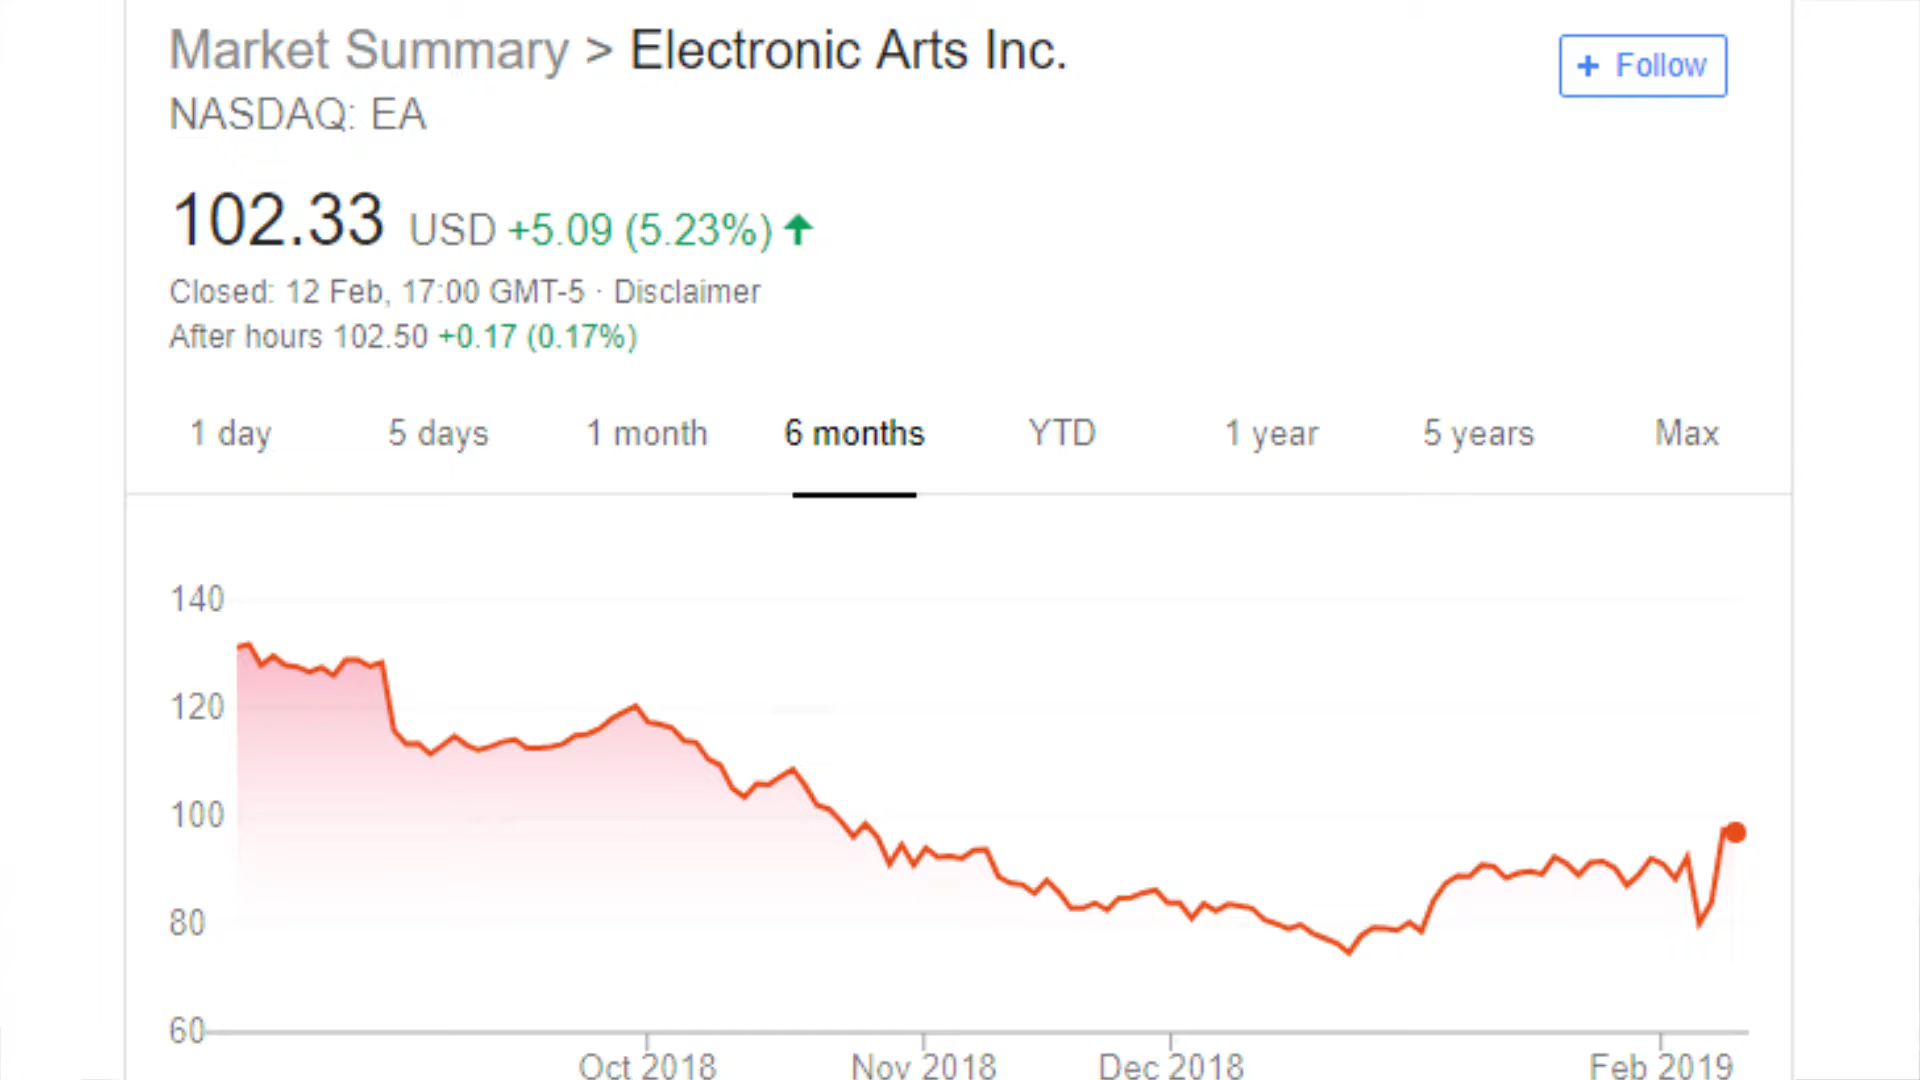 Market Summary > Electronic Arts Inc.
+ Follow
NASDAQ: EA
102.33 USD +5.09 (5.23%)
Closed: 12 Feb, 17:00 GMT-5 · Disclaimer
After hours 102.50 +0.17 (0.17%)
1 day 5 days 1 month 6 months YTD 1 year 5 years Max
140
120
100
80
60
Oct 2018 Nov 2018 Dec 2018 Feb 2019